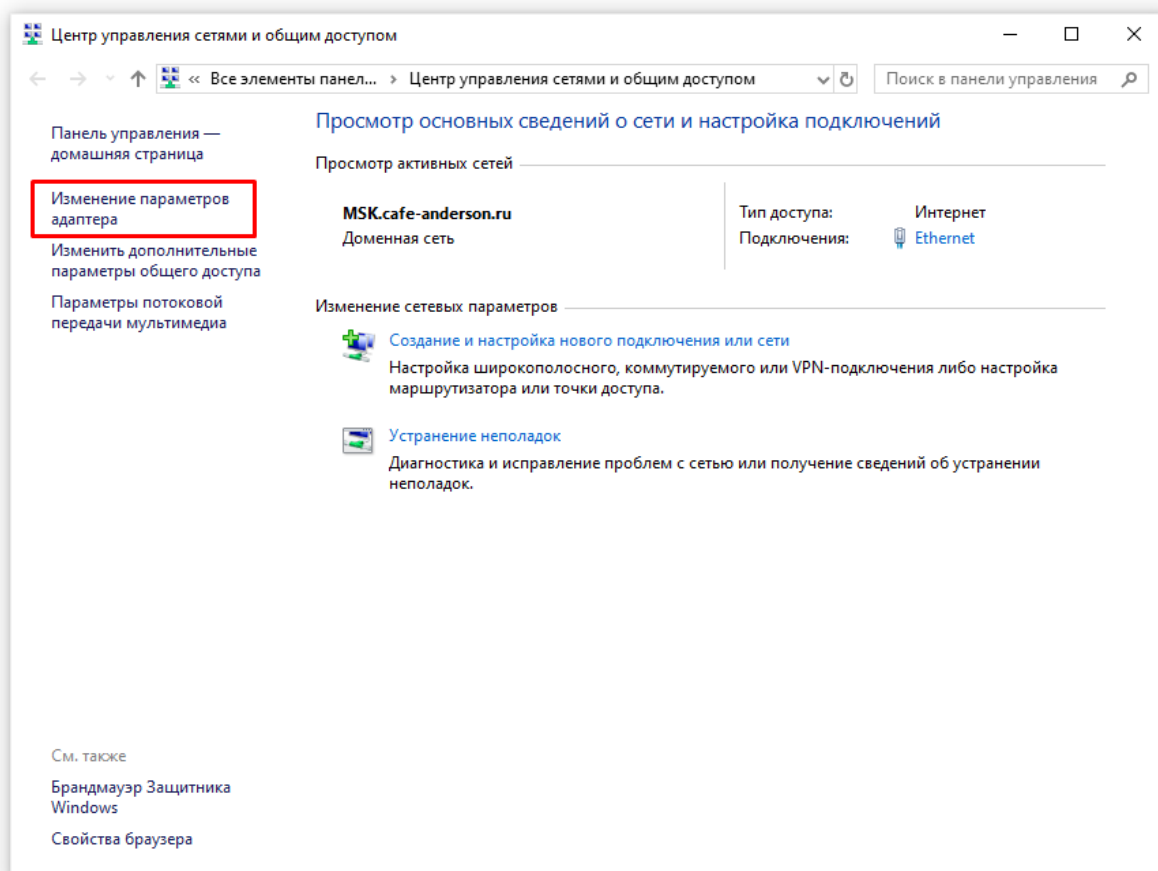 Центр управления сетями и общим доступом
« Все элементы панел... › Центр управления сетями и общим доступом
Поиск в панели управления
Панель управления —
домашняя страница
Изменение параметров
адаптера
Изменить дополнительные
параметры общего доступа
Параметры потоковой
передачи мультимедиа
Просмотр основных сведений о сети и настройка подключений
Просмотр активных сетей
MSK.cafe-anderson.ru
Доменная сеть
Тип доступа: Интернет
Подключения: Ethernet
Изменение сетевых параметров
Создание и настройка нового подключения или сети
Настройка широкополосного, коммутируемого или VPN-подключения либо настройка
маршрутизатора или точки доступа.
Устранение неполадок
Диагностика и исправление проблем с сетью или получение сведений об устранении
неполадок.
См. также
Брандмауэр Защитника
Windows
Свойства браузера